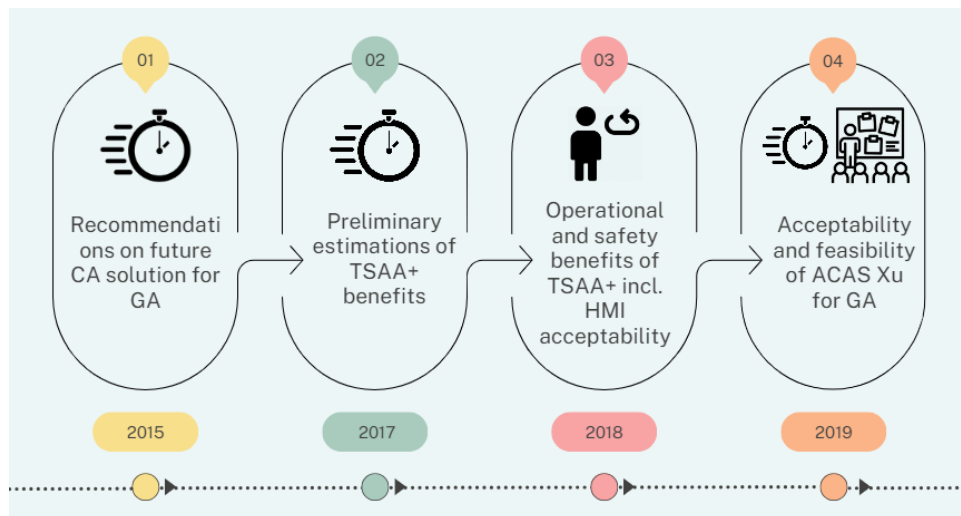 01
Recommendati
ons on future
CA solution for
GA
2015
02
Preliminary
estimations of
TSAA+
benefits
2017
03
Operational
and safety
benefits of
TSAA+ incl.
HMI
acceptability
2018
04
Acceptability
and feasibility
of ACAS Xu
for GA
2019